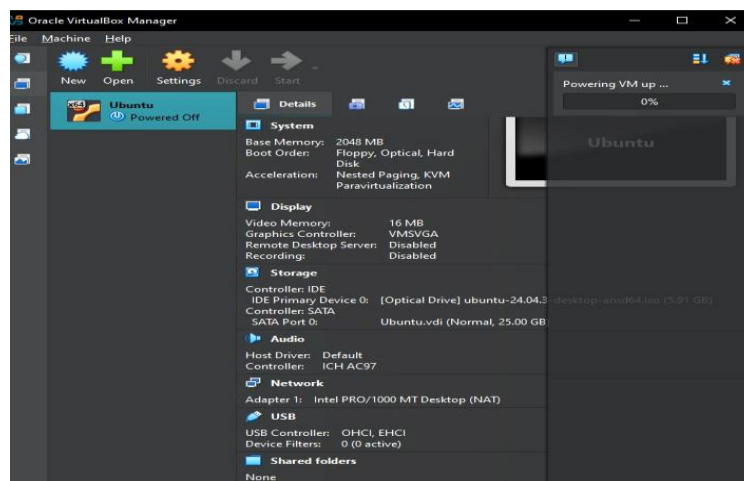 Oracle VirtualBox Manager
File Machine Help
New Open Settings Discard Start
Powering VM up ...
0%
x64
Ubuntu
Powered Off
Details
System
Base Memory: 2048 MB
Boot Order: Floppy, Optical, Hard
Disk
Acceleration: Nested Paging, KVM
Paravirtualization
Ubuntu
Display
Video Memory: 16 MB
Graphics Controller: VMSVGA
Remote Desktop Server: Disabled
Recording: Disabled
Storage
Controller: IDE
IDE Primary Device 0: [Optical Drive] ubuntu-24.04.3-desktop-amd64.iso (5.91 GB)
Controller: SATA
SATA Port 0: Ubuntu.vdi (Normal, 25.00 GB)
Audio
Host Driver: Default
Controller: ICH AC97
Network
Adapter 1: Intel PRO/1000 MT Desktop (NAT)
USB
USB Controller: OHCI, EHCI
Device Filters: 0 (0 active)
Shared folders
None